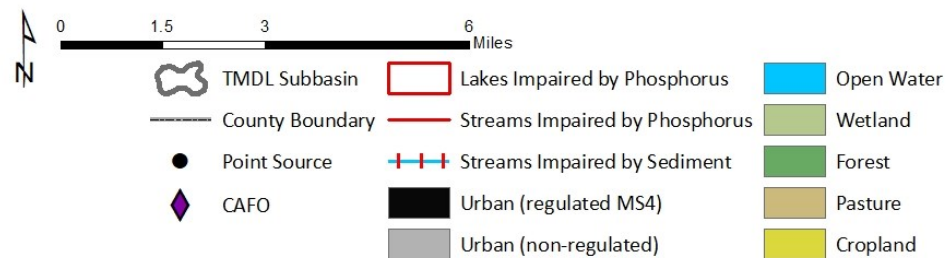 0 1.5 3 6
Miles
N
TMDL Subbasin
County Boundary
Point Source
CAFO
Lakes Impaired by Phosphorus
Streams Impaired by Phosphorus
Streams Impaired by Sediment
Urban (regulated MS4)
Urban (non-regulated)
Open Water
Wetland
Forest
Pasture
Cropland